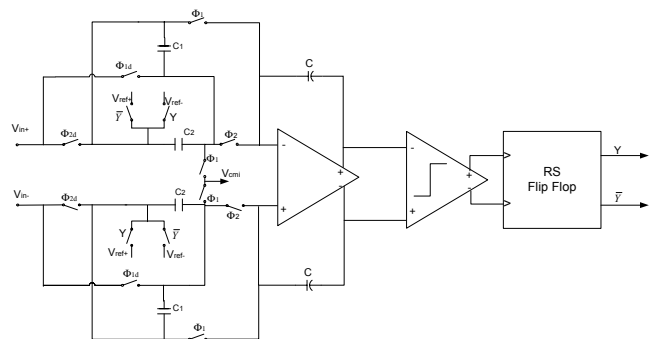 Φ1
C1
C
Φ1d
Vref+
Vref-
Y̅
Y
Vin+
Φ2d
C2
Φ2
Φ1
Vcmi
-
+
+
-
-
+
+
-
RS
Flip Flop
Y
Y̅
Vin-
Φ2d
C2
Φ1
Φ2
Y
Y̅
Vref+
Vref-
Φ1d
C1
C
Φ1